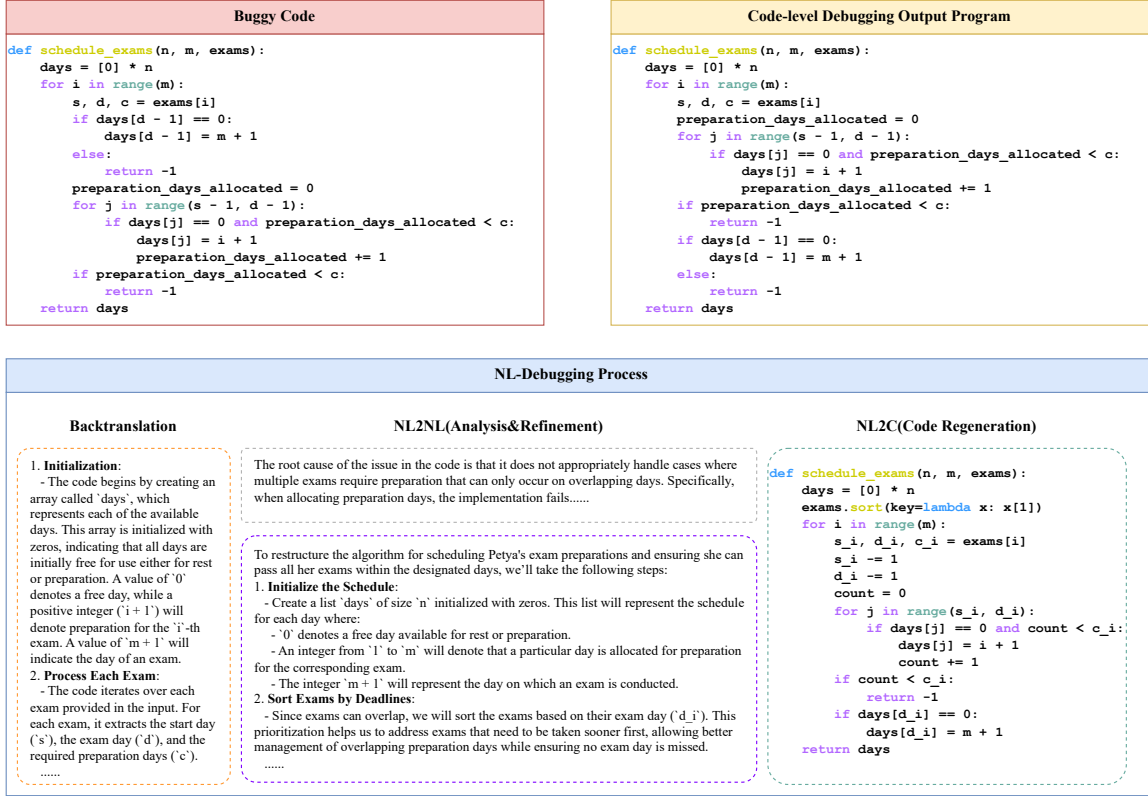 Buggy Code
def schedule_exams(n, m, exams):
    days = [0] * n
    for i in range(m):
        s, d, c = exams[i]
        if days[d - 1] == 0:
            days[d - 1] = m + 1
        else:
            return -1
        preparation_days_allocated = 0
        for j in range(s - 1, d - 1):
            if days[j] == 0 and preparation_days_allocated < c:
                days[j] = i + 1
                preparation_days_allocated += 1
        if preparation_days_allocated < c:
            return -1
    return days
Code-level Debugging Output Program
def schedule_exams(n, m, exams):
    days = [0] * n
    for i in range(m):
        s, d, c = exams[i]
        preparation_days_allocated = 0
        for j in range(s - 1, d - 1):
            if days[j] == 0 and preparation_days_allocated < c:
                days[j] = i + 1
                preparation_days_allocated += 1
        if preparation_days_allocated < c:
            return -1
        if days[d - 1] == 0:
            days[d - 1] = m + 1
        else:
            return -1
    return days
NL-Debugging Process
Backtranslation
1. Initialization:
- The code begins by creating an
array called `days`, which
represents each of the available
days. This array is initialized with
zeros, indicating that all days are
initially free for use either for rest
or preparation. A value of `0`
denotes a free day, while a
positive integer (`i + 1`) will
denote preparation for the `i`-th
exam. A value of `m + 1` will
indicate the day of an exam.
2. Process Each Exam:
- The code iterates over each
exam provided in the input. For
each exam, it extracts the start day
(`s`), the exam day (`d`), and the
required preparation days (`c`).
......
NL2NL(Analysis&Refinement)
The root cause of the issue in the code is that it does not appropriately handle cases where
multiple exams require preparation that can only occur on overlapping days. Specifically,
when allocating preparation days, the implementation fails......
To restructure the algorithm for scheduling Petya's exam preparations and ensuring she can
pass all her exams within the designated days, we'll take the following steps:
1. Initialize the Schedule:
- Create a list `days` of size `n` initialized with zeros. This list will represent the schedule
for each day where:
- `0` denotes a free day available for rest or preparation.
- An integer from `1` to `m` will denote that a particular day is allocated for preparation
for the corresponding exam.
- The integer `m + 1` will represent the day on which an exam is conducted.
2. Sort Exams by Deadlines:
- Since exams can overlap, we will sort the exams based on their exam day (`d_i`). This
prioritization helps us to address exams that need to be taken sooner first, allowing better
management of overlapping preparation days while ensuring no exam day is missed.
......
NL2C(Code Regeneration)
def schedule_exams(n, m, exams):
    days = [0] * n
    exams.sort(key=lambda x: x[1])
    for i in range(m):
        s_i, d_i, c_i = exams[i]
        s_i -= 1
        d_i -= 1
        count = 0
        for j in range(s_i, d_i):
            if days[j] == 0 and count < c_i:
                days[j] = i + 1
                count += 1
        if count < c_i:
            return -1
        if days[d_i] == 0:
            days[d_i] = m + 1
    return days